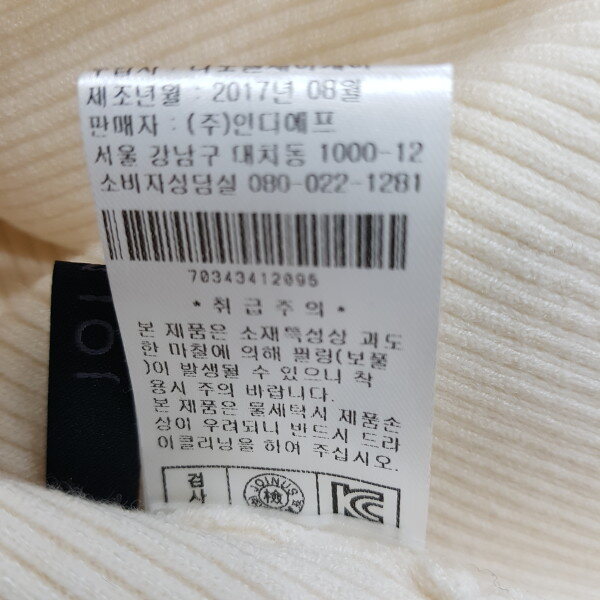 제조년월 : 2017년 08월
판매자 : (주)인디에프
서울 강남구 대치동 1000-12
소비자상담실 080-022-1281
70343412095
* 취급주의 *
본 제품은 소재특성상 과도
한 마찰에 의해 필링(보풀
)이 발생될 수 있으니 착
용시 주의 바랍니다.
본 제품은 물세탁시 제품손
상이 우려되니 반드시 드라
이클리닝을 하여 주십시오.
검사
JOINUS
檢
KC
JO